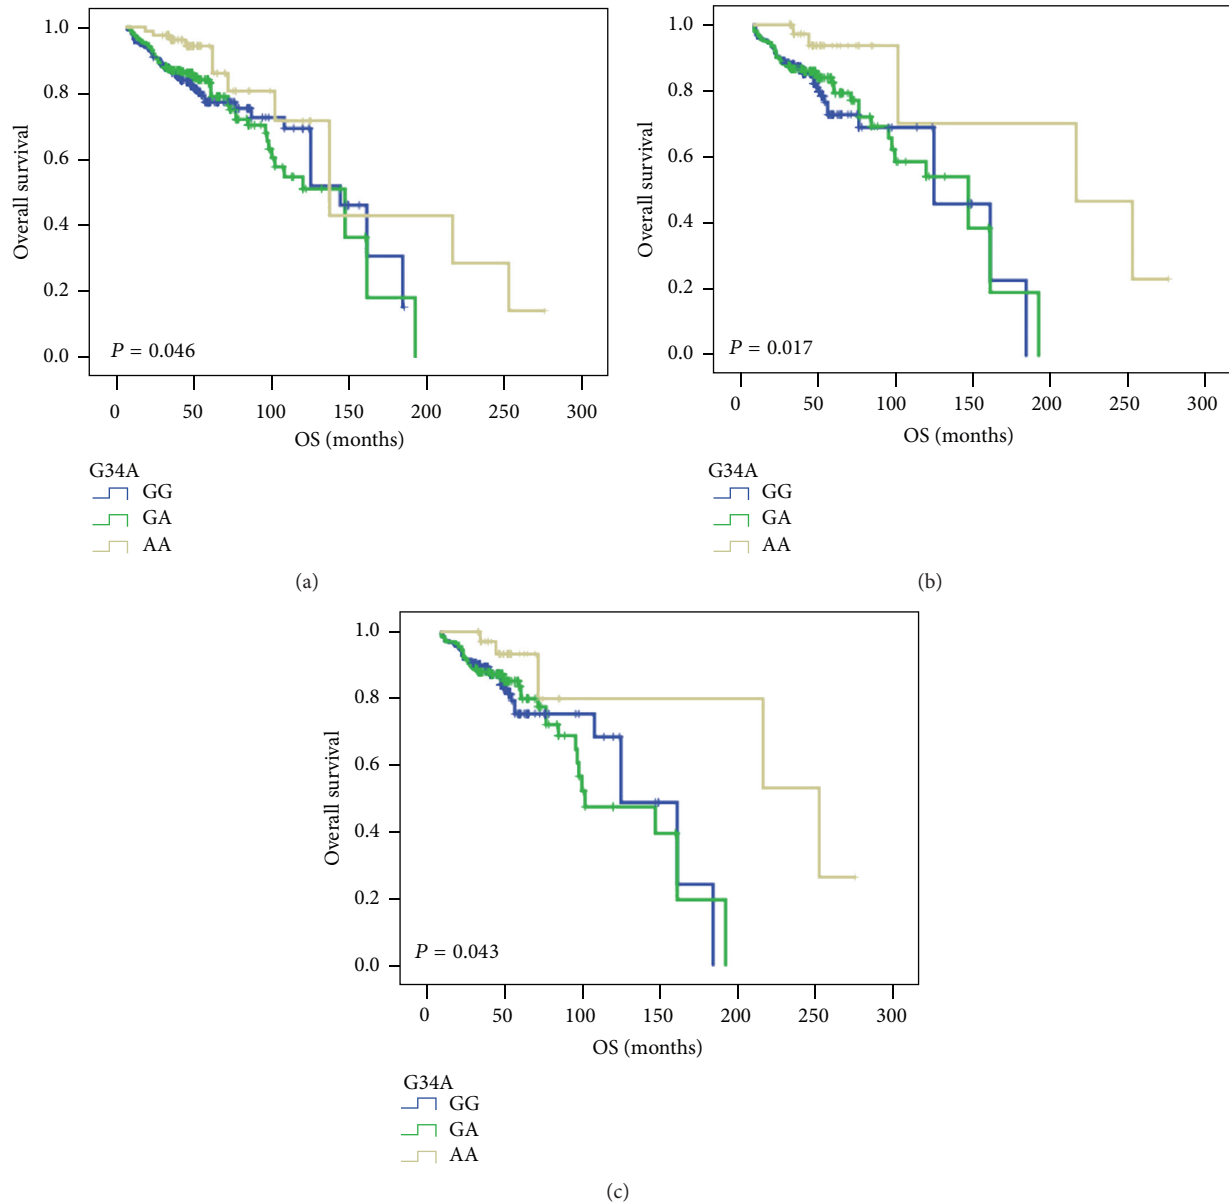 1.0
0.8
0.6
0.4
0.2
0.0
Overall survival
P = 0.046
0 50 100 150 200 250 300
OS (months)
G34A
GG
GA
AA
(a)
1.0
0.8
0.6
0.4
0.2
0.0
Overall survival
P = 0.017
0 50 100 150 200 250 300
OS (months)
G34A
GG
GA
AA
(b)
1.0
0.8
0.6
0.4
0.2
0.0
Overall survival
P = 0.043
0 50 100 150 200 250 300
OS (months)
G34A
GG
GA
AA
(c)